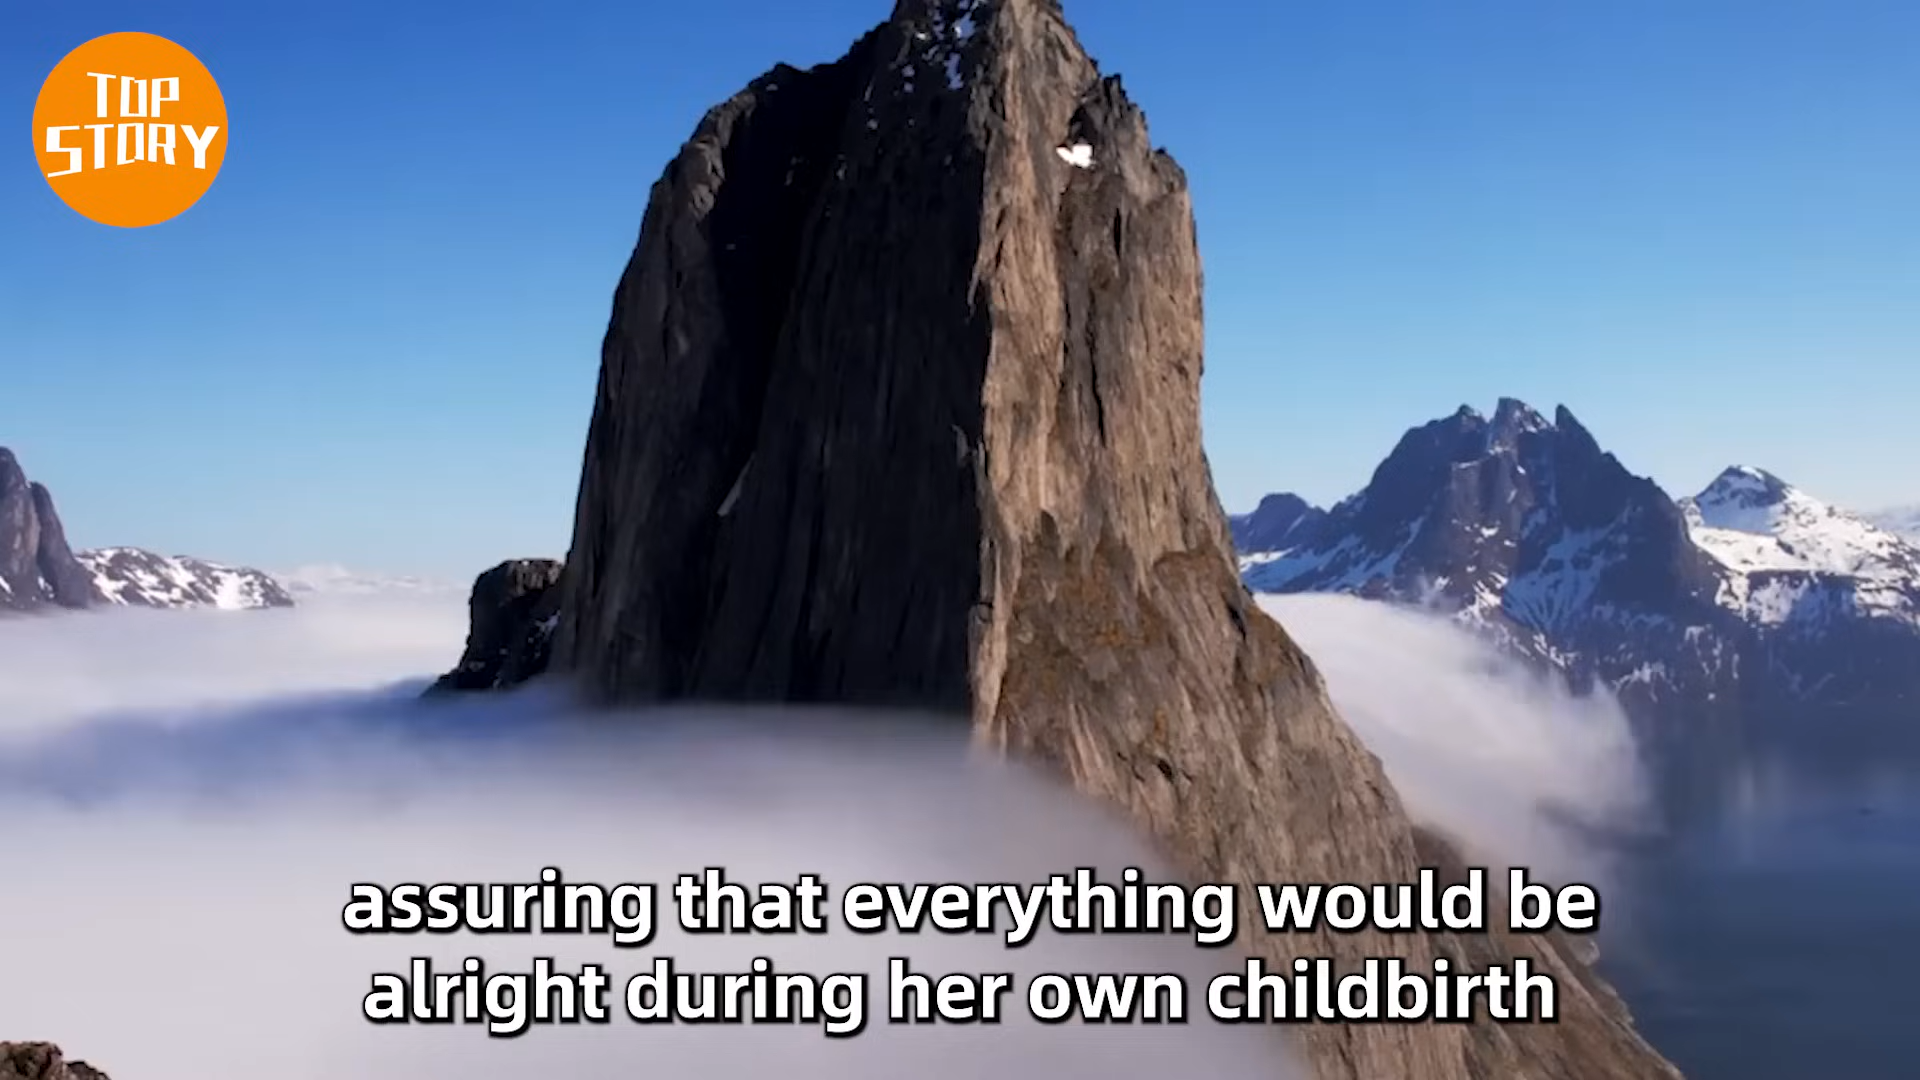 TOP
STORY
assuring that everything would be
alright during her own childbirth